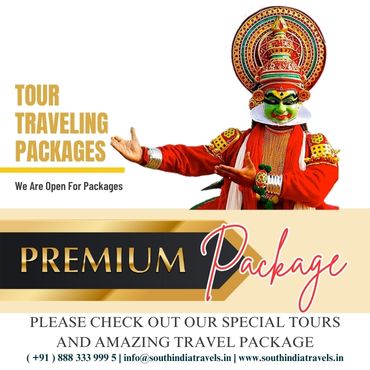 TOUR
TRAVELING
PACKAGES
We Are Open For Packages
PREMIUM Package
PLEASE CHECK OUT OUR SPECIAL TOURS
AND AMAZING TRAVEL PACKAGE
( +91 ) 888 333 999 5 | info@southindiatravels.in | www.southindiatravels.in